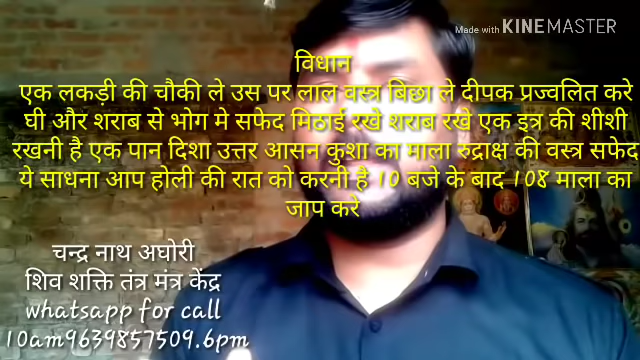 Made with KINEMASTER
विधान
एक लकड़ी की चौकी ले उस पर लाल वस्त्र बिछा ले दीपक प्रज्वलित करे
घी और शराब से भोग मे सफेद मिठाई रखे शराब रखे एक इत्र की शीशी
रखनी है एक पान दिशा उत्तर आसन कुशा का माला रुद्राक्ष की वस्त्र सफेद
ये साधना आप होली की रात को करनी है 10 बजे के बाद 108 माला का
जाप करे
चन्द्र नाथ अघोरी
शिव शक्ति तंत्र मंत्र केंद्र
whatsapp for call
10am9639857509.6pm